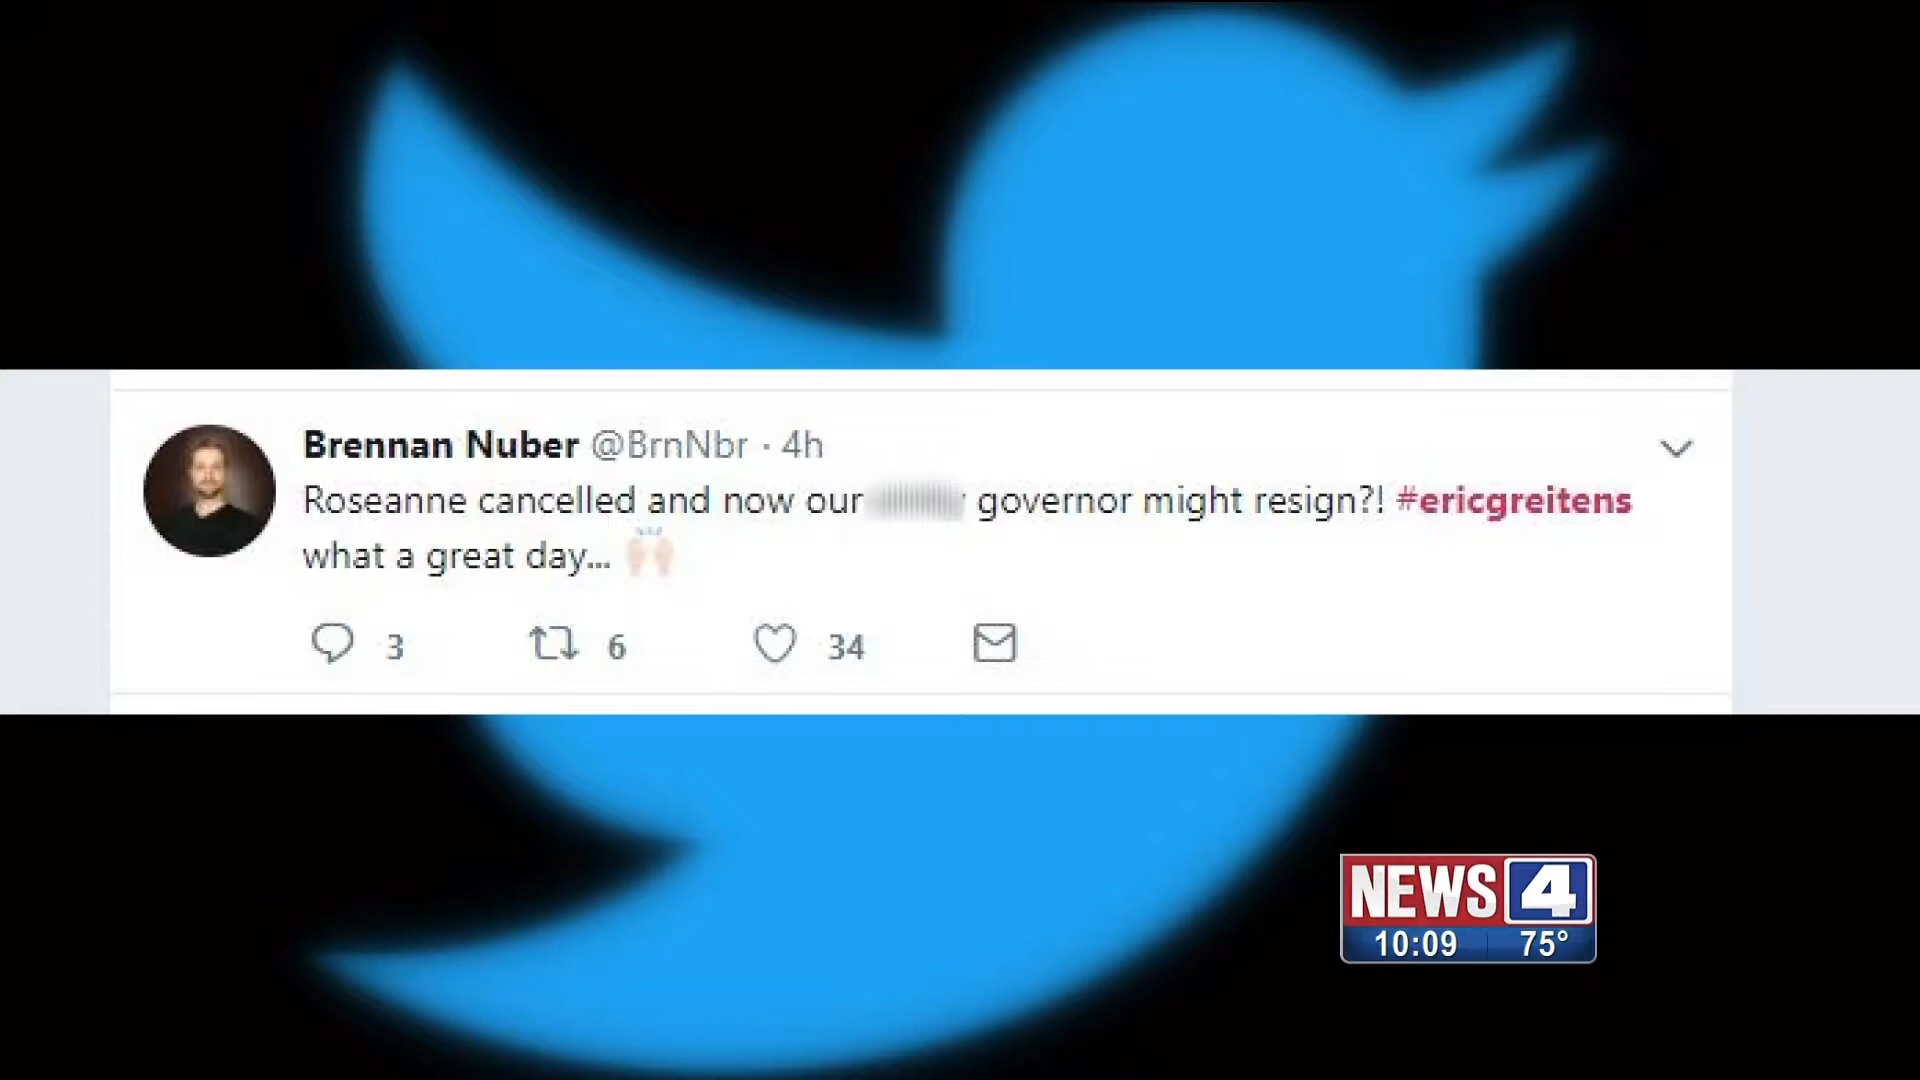 Brennan Nuber @BrnNbr · 4h
Roseanne cancelled and now our governor might resign?! #ericgreitens
what a great day... 🙌🏻
3 6 34
NEWS 4
10:09 75°